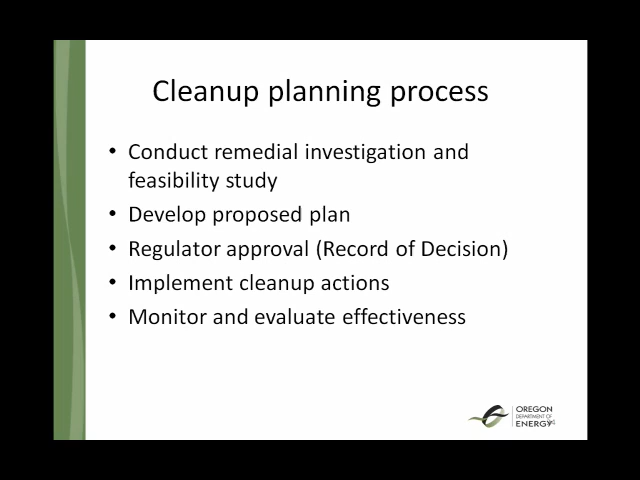 Cleanup planning process
• Conduct remedial investigation and
feasibility study
• Develop proposed plan
• Regulator approval (Record of Decision)
• Implement cleanup actions
• Monitor and evaluate effectiveness
OREGON
DEPARTMENT OF
ENERGY